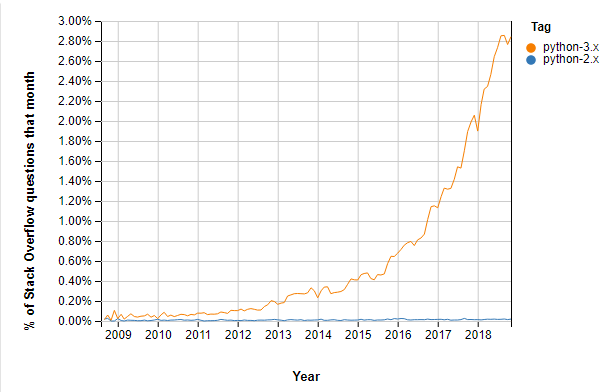 3.00%
2.80%
2.60%
2.40%
2.20%
2.00%
1.80%
1.60%
1.40%
1.20%
1.00%
0.80%
0.60%
0.40%
0.20%
0.00%
% of Stack Overflow questions that month
2009 2010 2011 2012 2013 2014 2015 2016 2017 2018
Year
Tag
python-3.x
python-2.x